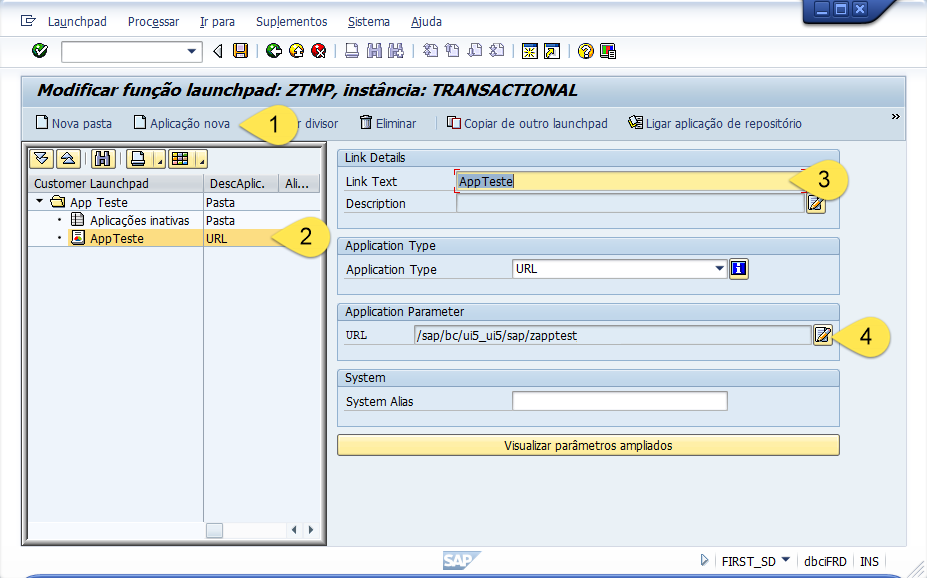 Launchpad Processar Ir para Suplementos Sistema Ajuda
Modificar função launchpad: ZTMP, instância: TRANSACTIONAL
Nova pasta Aplicação nova 1 r divisor Eliminar Copiar de outro launchpad Ligar aplicação de repositório »
Customer Launchpad DescAplic. Ali...
App Teste Pasta
Aplicações inativas Pasta
AppTeste URL 2
Link Details
Link Text AppTeste 3
Description
Application Type
Application Type URL
Application Parameter
URL /sap/bc/ui5_ui5/sap/zapptest 4
System
System Alias
Visualizar parâmetros ampliados
SAP FIRST_SD dbciFRD INS